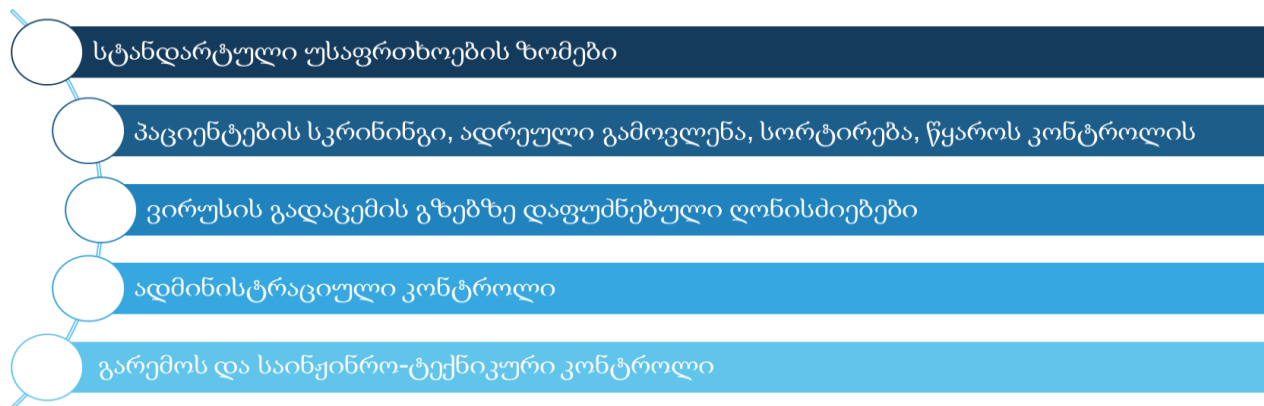 სტანდარტული უსაფრთხოების ზომები
პაციენტების სკრინინგი, ადრეული გამოვლენა, სორტირება, წყაროს კონტროლის
ვირუსის გადაცემის გზებზე დაფუძნებული ღონისძიებები
ადმინისტრაციული კონტროლი
გარემოს და საინჟინრო-ტექნიკური კონტროლი